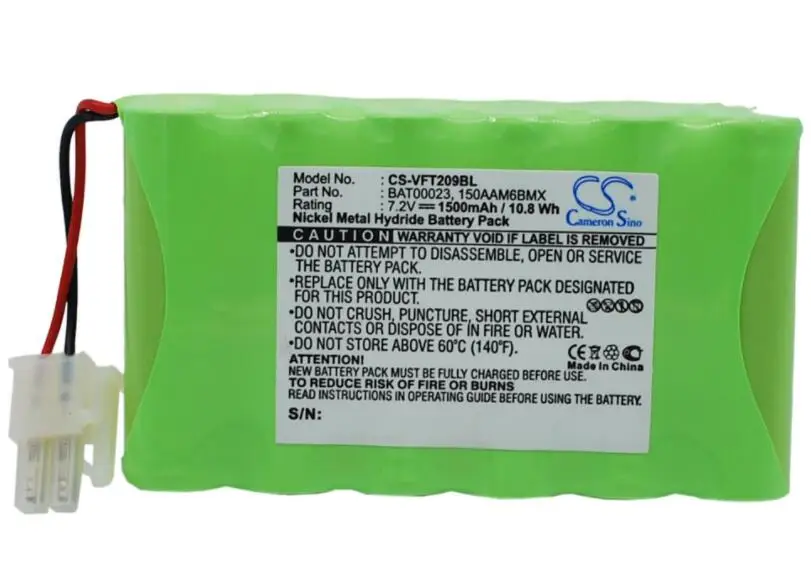 Model No. : CS-VFT209BL
Part No. : BAT00023, 150AAM6BMX
Rating : 7.2V ⎓ 1500mAh / 10.8 Wh
Nickel Metal Hydride Battery Pack
CS
Cameron Sino
CAUTION WARRANTY VOID IF LABEL IS REMOVED
•DO NOT ATTEMPT TO DISASSEMBLE, OPEN OR SERVICE
THE BATTERY PACK.
•REPLACE ONLY WITH THE BATTERY PACK DESIGNATED
FOR THIS EQUIPMENT
•DO NOT CRUSH, PUNCTURE, SHORT EXTERNAL
CONTACTS OR DISPOSE OF IN FIRE OR WATER.
•DO NOT STORE ABOVE 60°C (140°F).
CE
Made In China
ATTENTION!
NEW BATTERY PACK MUST BE FULLY CHARGED BEFORE USE
TO REDUCE RISK OF FIRE OR BURNS
READ INSTRUCTIONS IN OPERATING GUIDE BEFORE USING BATTERY
S/N: